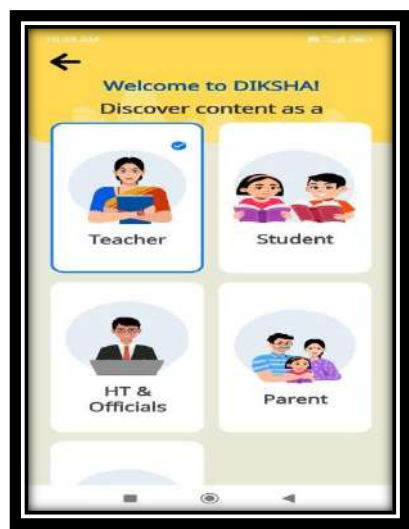 Welcome to DIKSHA!
Discover content as a
Teacher
Student
HT &
Officials
Parent